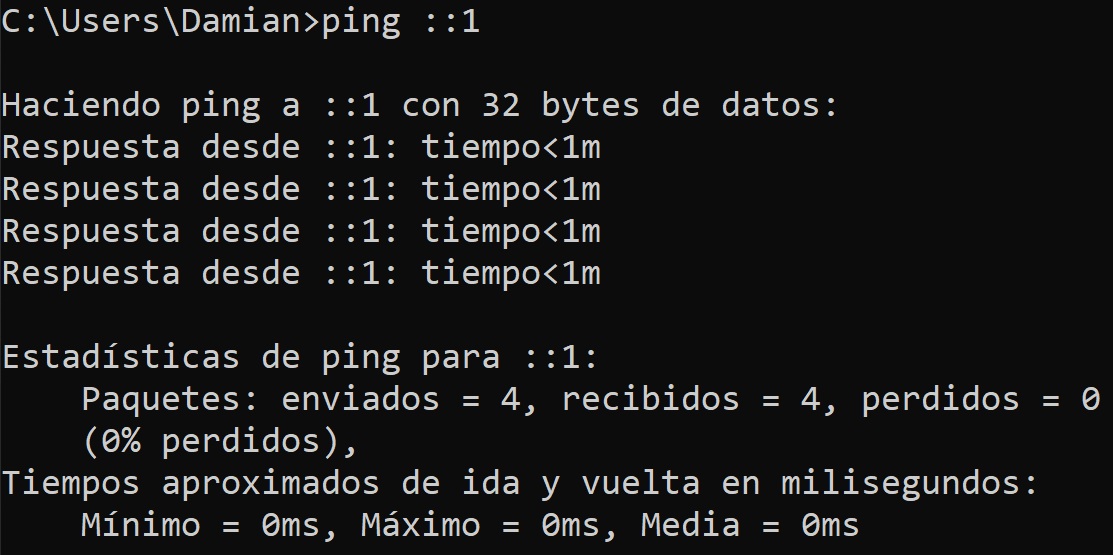 C:\Users\Damian>ping ::1
Haciendo ping a ::1 con 32 bytes de datos:
Respuesta desde ::1: tiempo<1m
Respuesta desde ::1: tiempo<1m
Respuesta desde ::1: tiempo<1m
Respuesta desde ::1: tiempo<1m
Estadísticas de ping para ::1:
    Paquetes: enviados = 4, recibidos = 4, perdidos = 0
    (0% perdidos),
Tiempos aproximados de ida y vuelta en milisegundos:
    Mínimo = 0ms, Máximo = 0ms, Media = 0ms